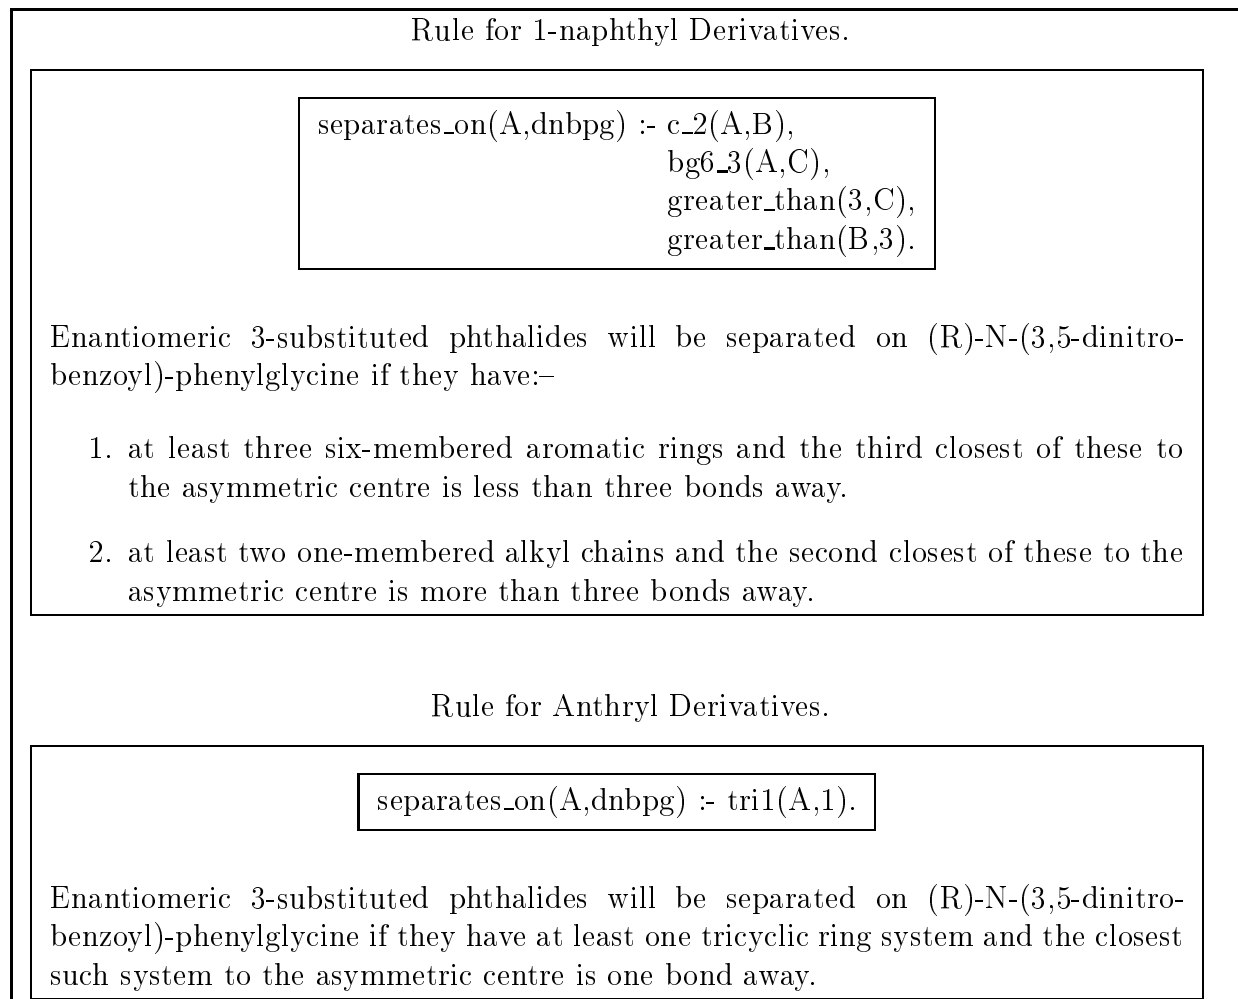 Rule for 1-naphthyl Derivatives.
separates_on(A,dnbpg) :- c_2(A,B),
bg6_3(A,C),
greater_than(3,C),
greater_than(B,3).
Enantiomeric 3-substituted phthalides will be separated on (R)-N-(3,5-dinitro-
benzoyl)-phenylglycine if they have:–
1. at least three six-membered aromatic rings and the third closest of these to
the asymmetric centre is less than three bonds away.
2. at least two one-membered alkyl chains and the second closest of these to the
asymmetric centre is more than three bonds away.
Rule for Anthryl Derivatives.
separates_on(A,dnbpg) :- tri1(A,1).
Enantiomeric 3-substituted phthalides will be separated on (R)-N-(3,5-dinitro-
benzoyl)-phenylglycine if they have at least one tricyclic ring system and the closest
such system to the asymmetric centre is one bond away.